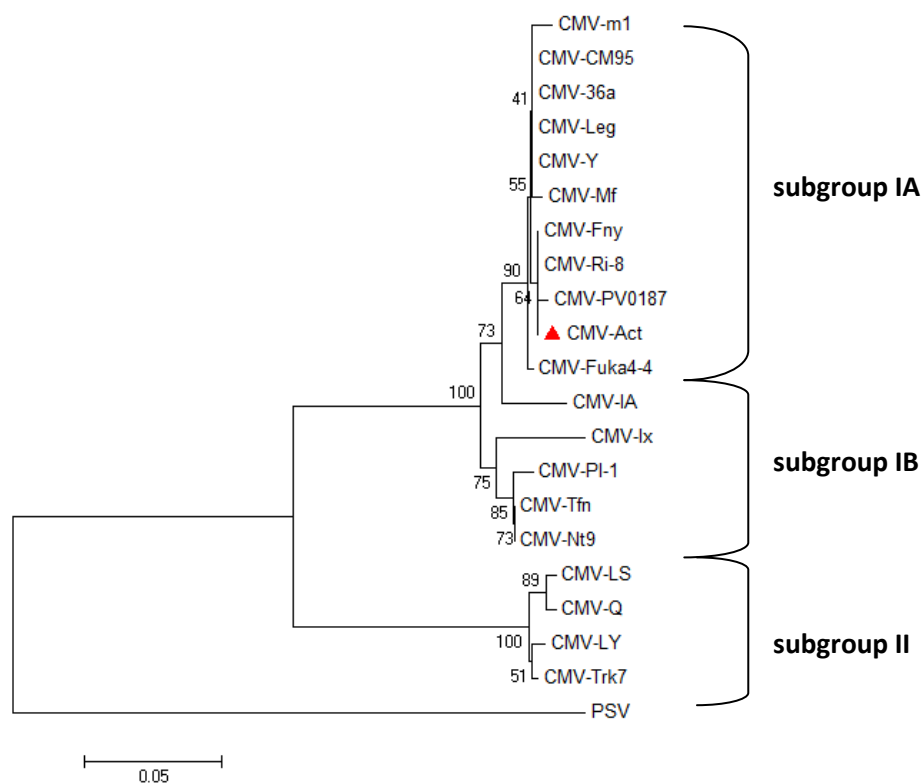 CMV-m1
CMV-CM95
41
CMV-36a
CMV-Leg
CMV-Y
55
CMV-Mf
subgroup IA
CMV-Fny
CMV-Ri-8
90
64
CMV-PV0187
CMV-Act
73
CMV-Fuka4-4
100
CMV-IA
CMV-Ix
subgroup IB
75
CMV-PI-1
85
CMV-Tfn
73
CMV-Nt9
89
CMV-LS
CMV-Q
100
CMV-LY
subgroup II
51
CMV-Trk7
PSV
0.05